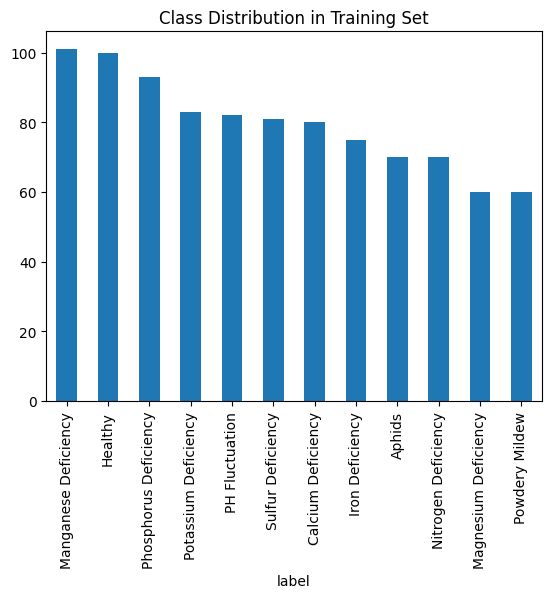 Class Distribution in Training Set
100
80
60
40
20
0
Manganese Deficiency
Healthy
Phosphorus Deficiency
Potassium Deficiency
PH Fluctuation
Sulfur Deficiency
Calcium Deficiency
Iron Deficiency
Aphids
Nitrogen Deficiency
Magnesium Deficiency
Powdery Mildew
label